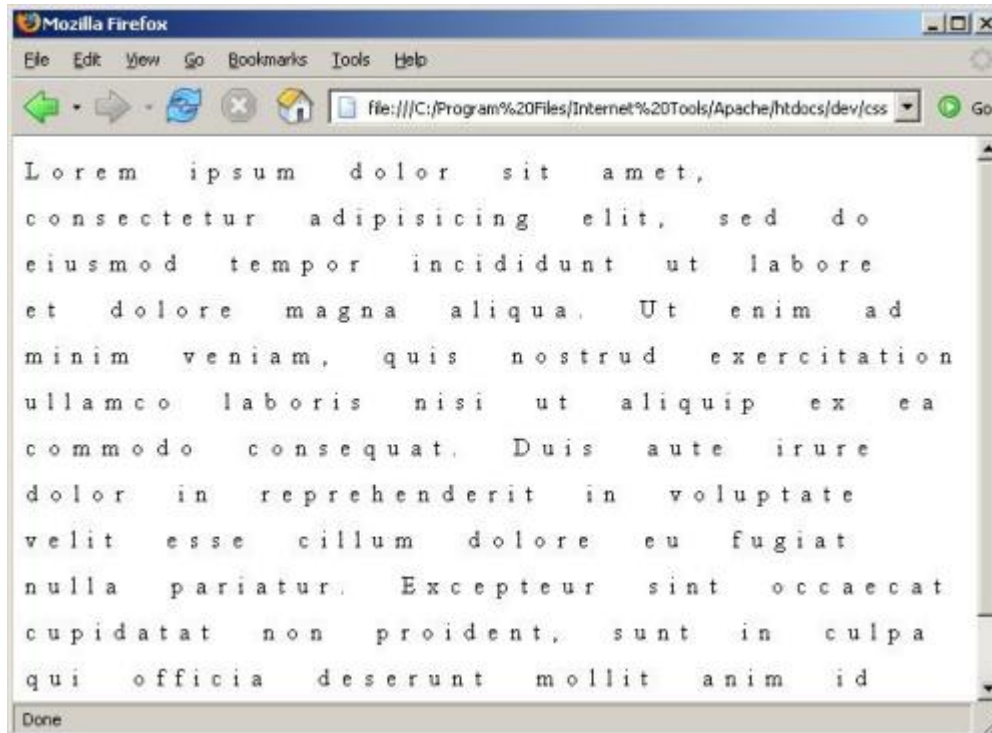 Mozilla Firefox
File Edit View Go Bookmarks Tools Help
file:///C:/Program%20Files/Internet%20Tools/Apache/htdocs/dev/css Go
Lorem ipsum dolor sit amet,
consectetur adipisicing elit, sed do
eiusmod tempor incididunt ut labore
et dolore magna aliqua. Ut enim ad
minim veniam, quis nostrud exercitation
ullamco laboris nisi ut aliquip ex ea
commodo consequat. Duis aute irure
dolor in reprehenderit in voluptate
velit esse cillum dolore eu fugiat
nulla pariatur. Excepteur sint occaecat
cupidatat non proident, sunt in culpa
qui officia deserunt mollit anim id
Done